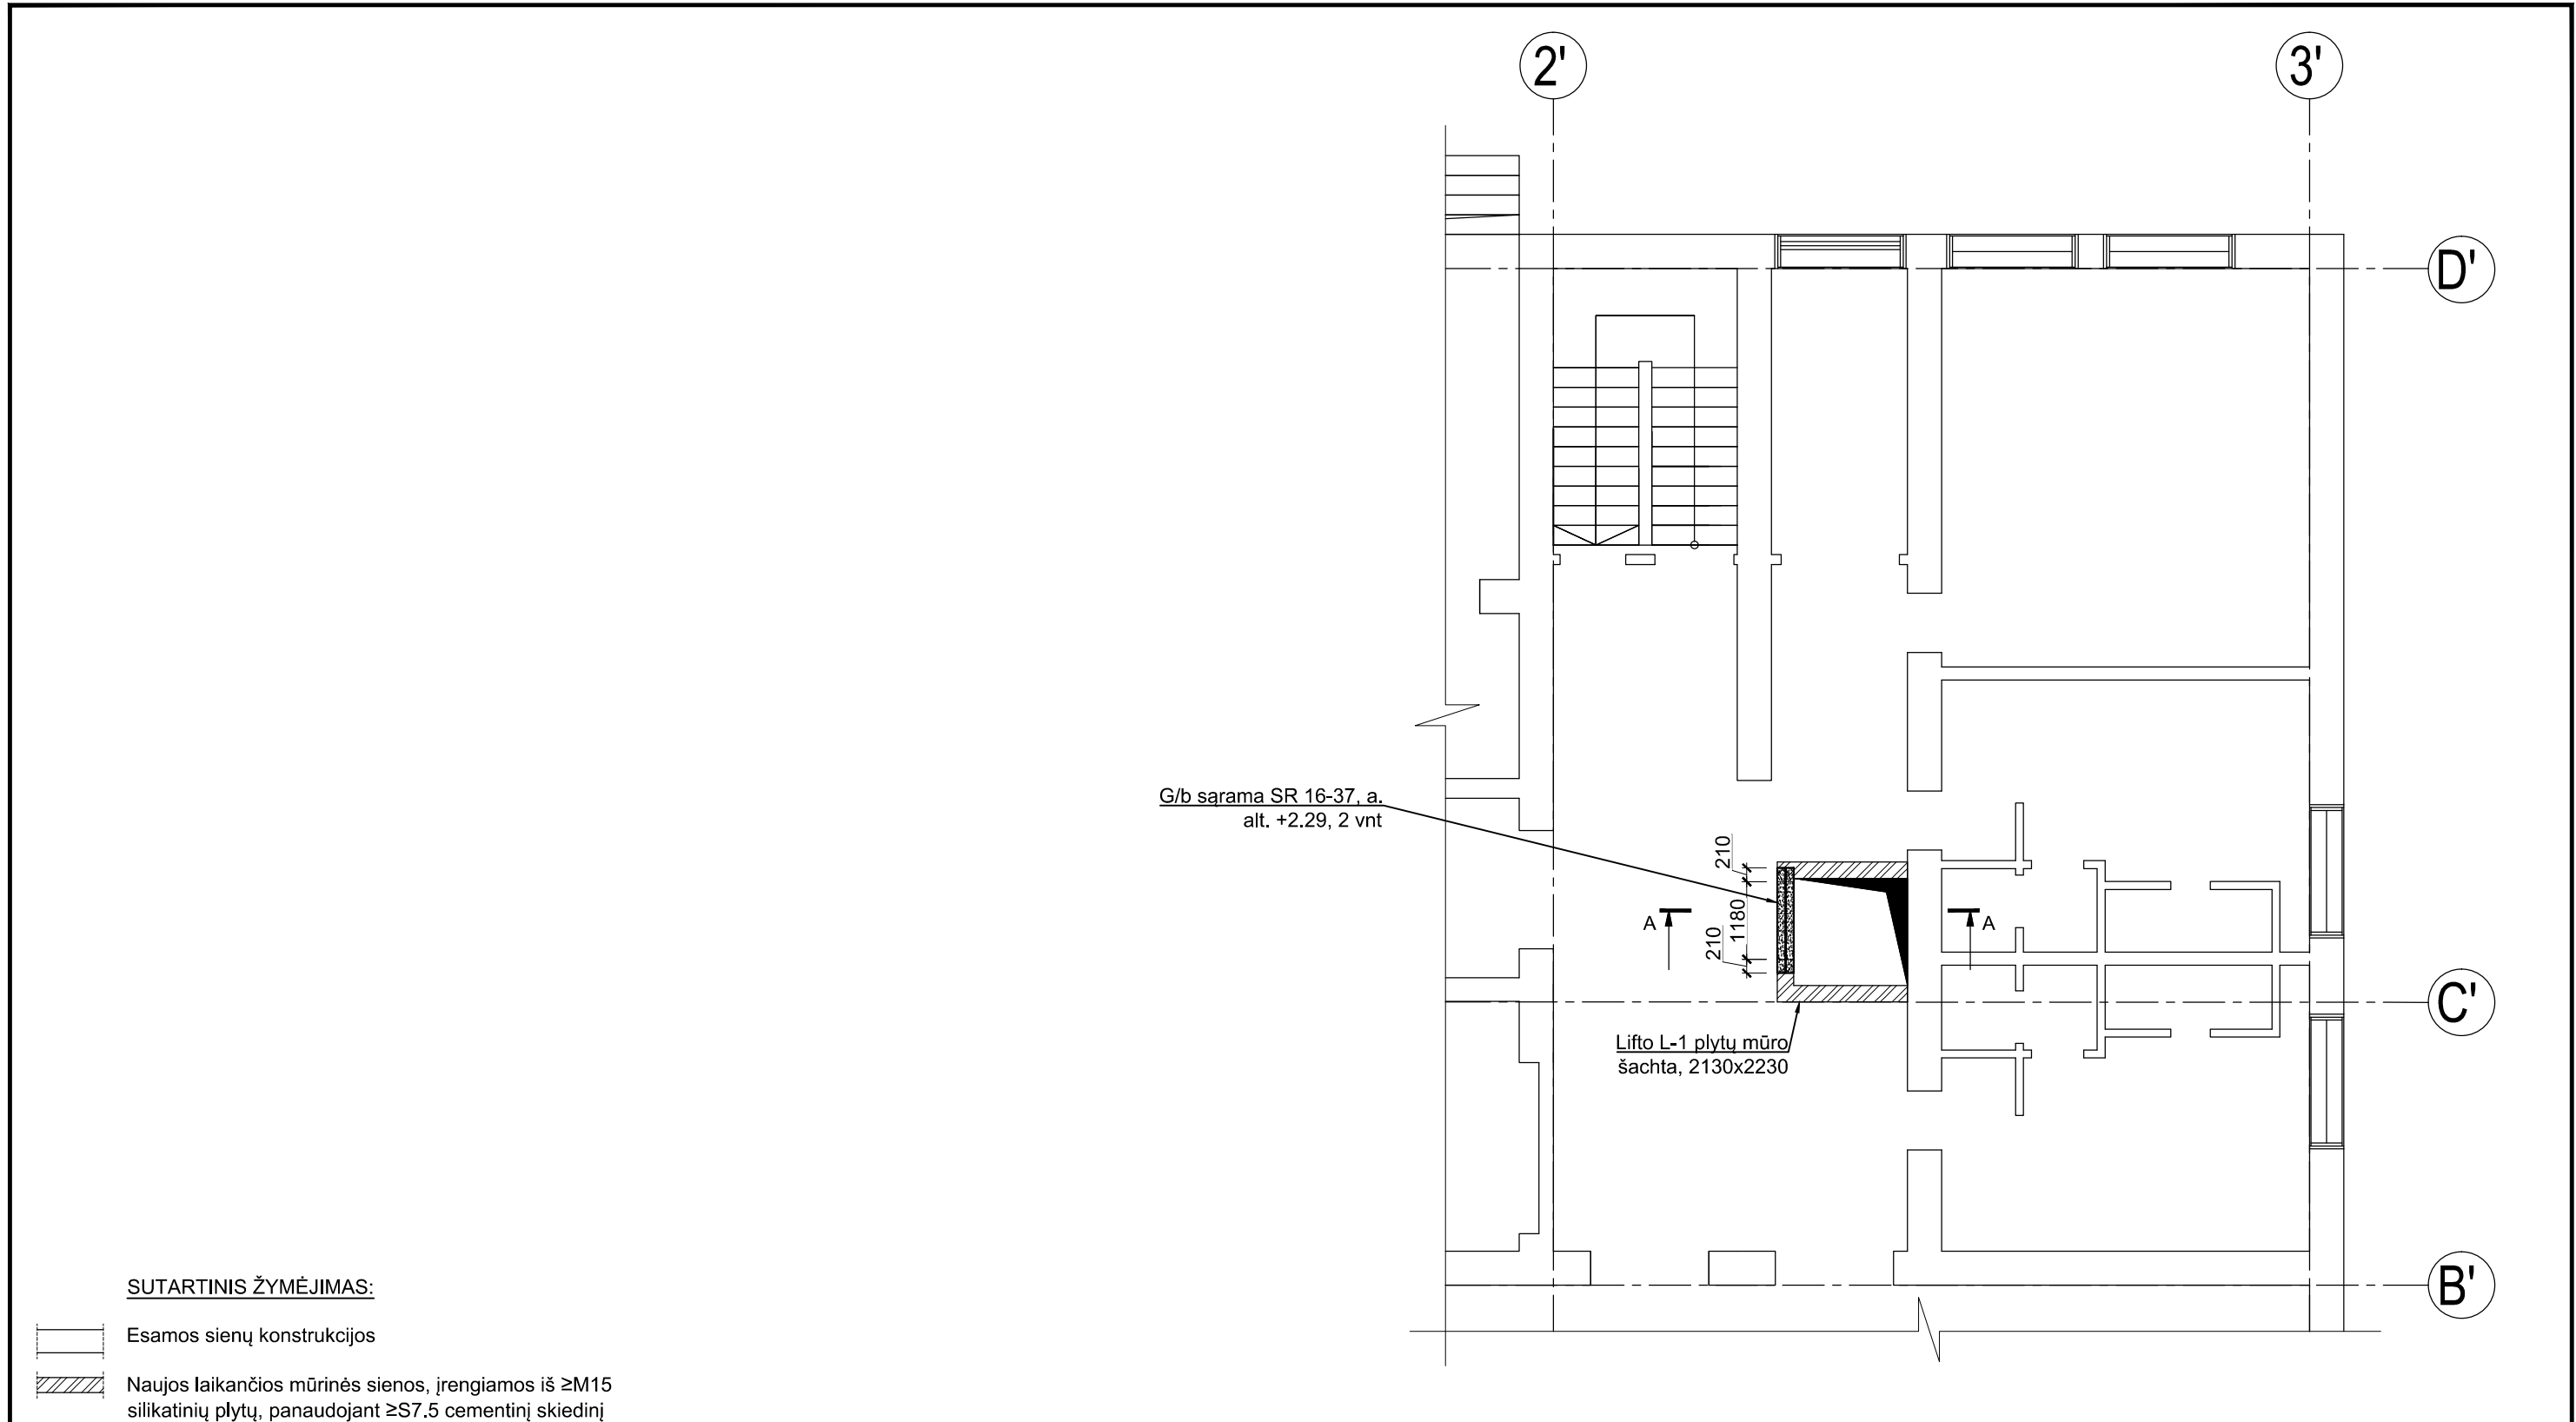 2'
3'
D'
G/b sąrama SR 16-37, a.
alt. +2.29, 2 vnt
210
1180
210
A
A
C'
Lifto L-1 plytų mūro
šachta, 2130x2230
B'
SUTARTINIS ŽYMĖJIMAS:
Esamos sienų konstrukcijos
Naujos laikančios mūrinės sienos, įrengiamos iš ≥M15
silikatinių plytų, panaudojant ≥S7.5 cementinį skiedinį